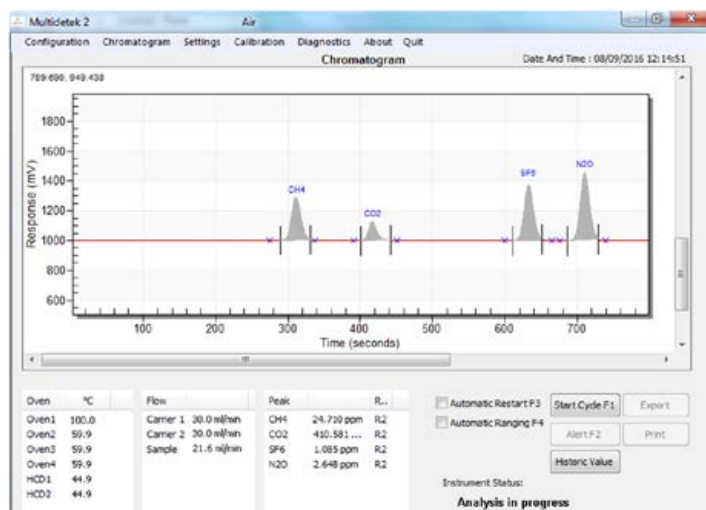 Multidetek 2 Air
Configuration Chromatogram Settings Calibration Diagnostics About Quit
Chromatogram
Date And Time : 08/09/2016 12:14:51
789.690, 949.438
Response (mV)
1800
1600
1400
1200
1000
800
600
CH4
CO2
SF6
N2O
100 200 300 400 500 600 700
Time (seconds)
Oven °C
Oven1 100.0
Oven2 59.9
Oven3 59.9
Oven4 59.9
HCD1 44.9
HCD2 44.9
Flow
Carrier 1 30.0 ml/min
Carrier 2 30.0 ml/min
Sample 21.6 ml/min
Peak R...
CH4 24.710 ppm R2
CO2 410.581 ... R2
SF6 1.085 ppm R2
N2O 2.648 ppm R2
Automatic Restart F3
Automatic Ranging F4
Start Cycle F1
Export
Alert F2
Print
Historic Value
Instrument Status:
Analysis in progress